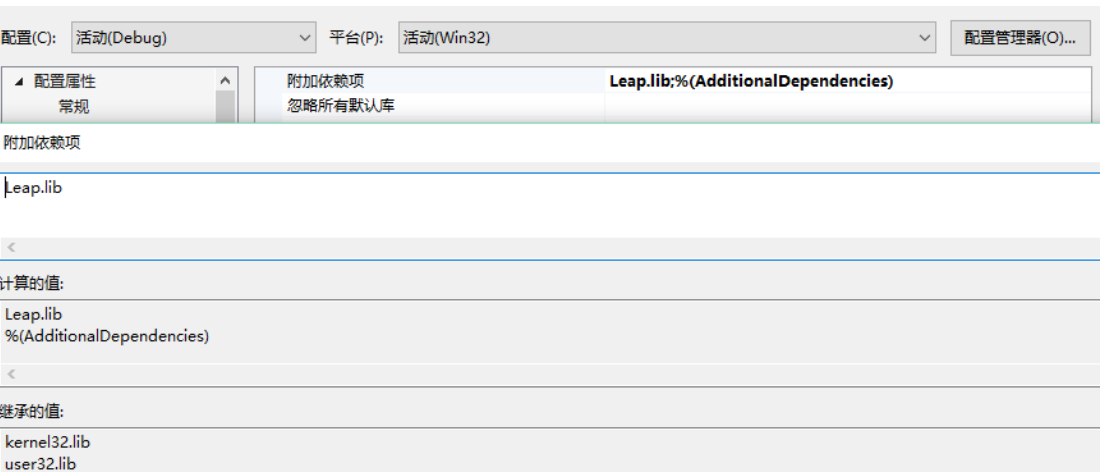 配置(C): 活动(Debug) 平台(P): 活动(Win32) 配置管理器(O)...
配置属性 附加依赖项 Leap.lib;%(AdditionalDependencies)
常规 忽略所有默认库
附加依赖项
Leap.lib
计算的值:
Leap.lib
%(AdditionalDependencies)
继承的值:
kernel32.lib
user32.lib